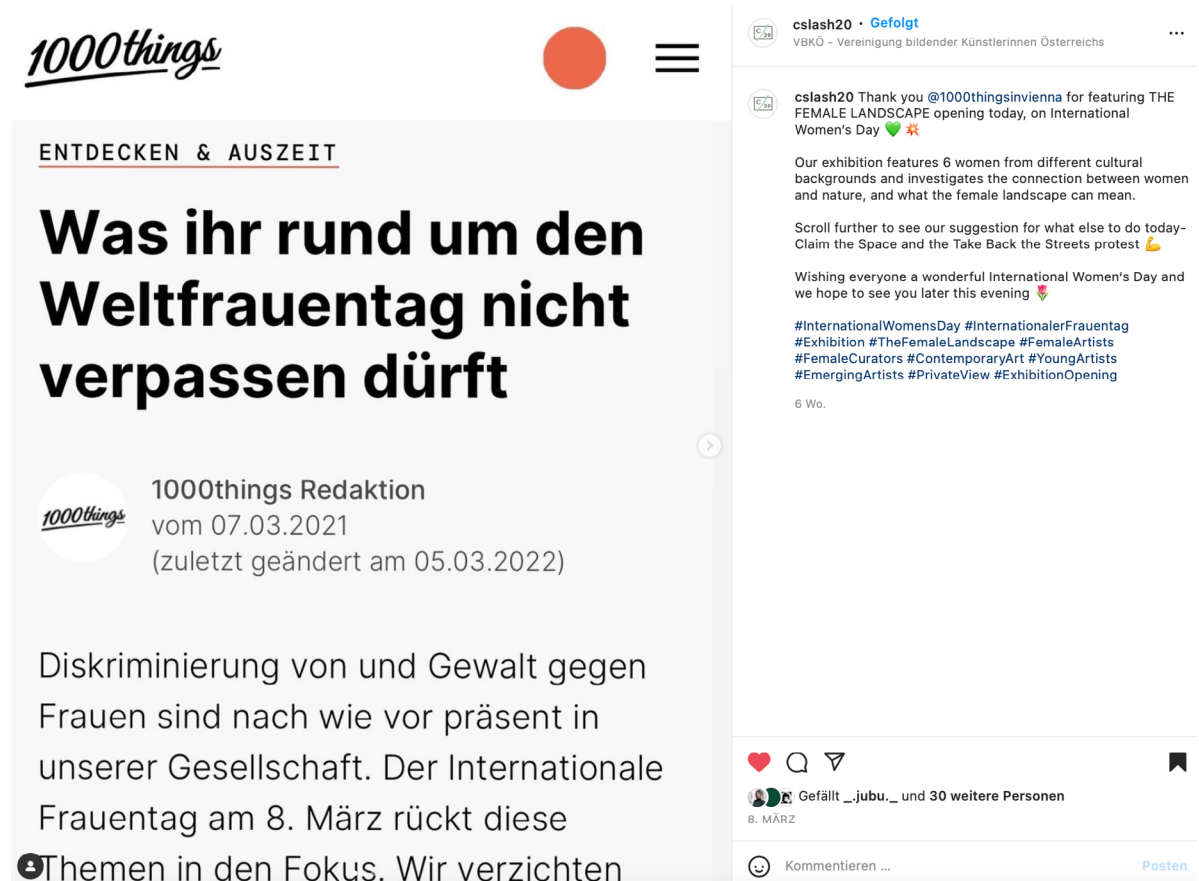 1000things
ENTDECKEN & AUSZEIT
Was ihr rund um den
Weltfrauentag nicht
verpassen dürft
1000things
1000things Redaktion
vom 07.03.2021
(zuletzt geändert am 05.03.2022)
Diskriminierung von und Gewalt gegen
Frauen sind nach wie vor präsent in
unserer Gesellschaft. Der Internationale
Frauentag am 8. März rückt diese
Themen in den Fokus. Wir verzichten
C/20
cslash20 • Gefolgt
VBKÖ - Vereinigung bildender Künstlerinnen Österreichs
C/20
cslash20 Thank you @1000thingsinvienna for featuring THE
FEMALE LANDSCAPE opening today, on International
Women's Day 💚 💥
Our exhibition features 6 women from different cultural
backgrounds and investigates the connection between women
and nature, and what the female landscape can mean.
Scroll further to see our suggestion for what else to do today-
Claim the Space and the Take Back the Streets protest 💪
Wishing everyone a wonderful International Women's Day and
we hope to see you later this evening 🌷
#InternationalWomensDay #InternationalerFrauentag
#Exhibition #TheFemaleLandscape #FemaleArtists
#FemaleCurators #ContemporaryArt #YoungArtists
#EmergingArtists #PrivateView #ExhibitionOpening
6 Wo.
Gefällt _.jubu._ und 30 weitere Personen
8. MÄRZ
Kommentieren ...
Posten